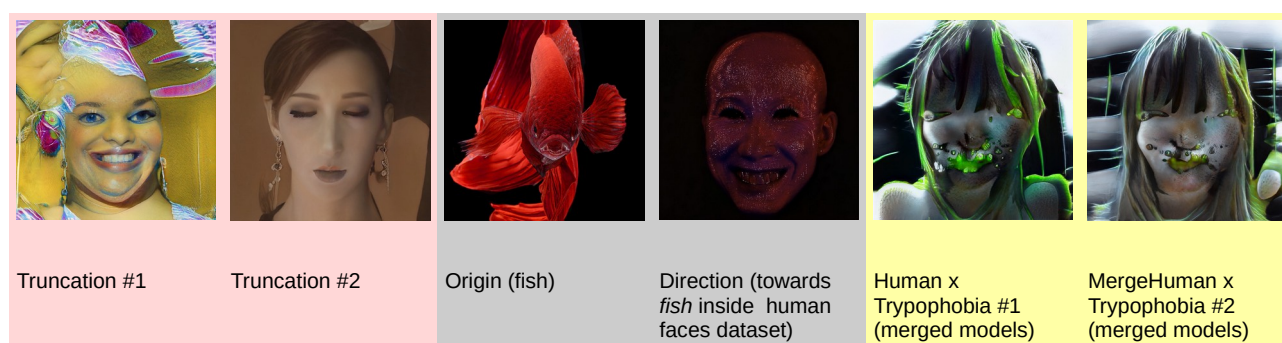 Truncation #1
Truncation #2
Origin (fish)
Direction (towards
fish inside human
faces dataset)
Human x
Trypophobia #1
(merged models)
MergeHuman x
Trypophobia #2
(merged models)